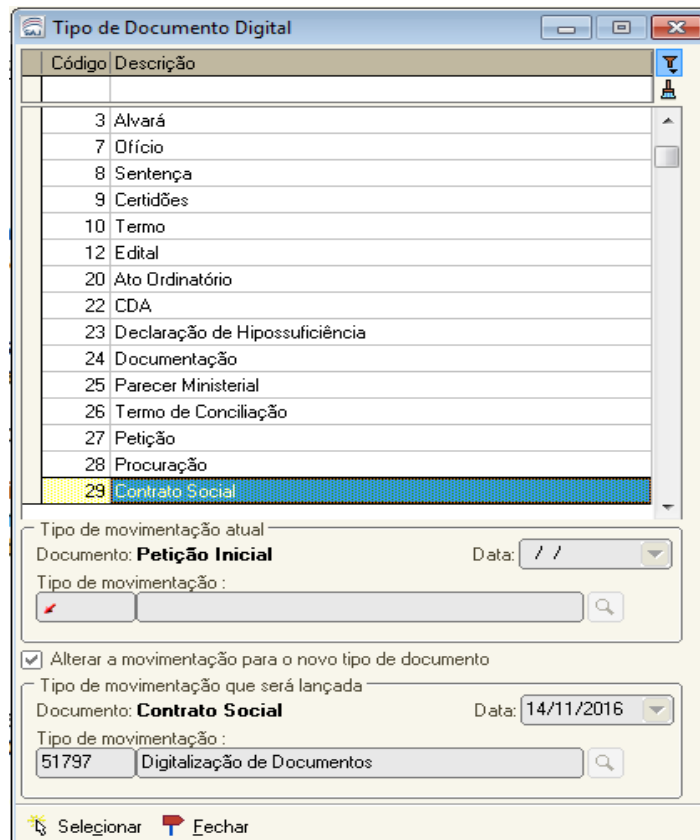 Tipo de Documento Digital
Código Descrição
3 Alvará
7 Ofício
8 Sentença
9 Certidões
10 Termo
12 Edital
20 Ato Ordinatório
22 CDA
23 Declaração de Hipossuficiência
24 Documentação
25 Parecer Ministerial
26 Termo de Conciliação
27 Petição
28 Procuração
29 Contrato Social
Tipo de movimentação atual
Documento: Petição Inicial Data: / /
Tipo de movimentação :
Alterar a movimentação para o novo tipo de documento
Tipo de movimentação que será lançada
Documento: Contrato Social Data: 14/11/2016
Tipo de movimentação :
51797 Digitalização de Documentos
Selecionar Fechar